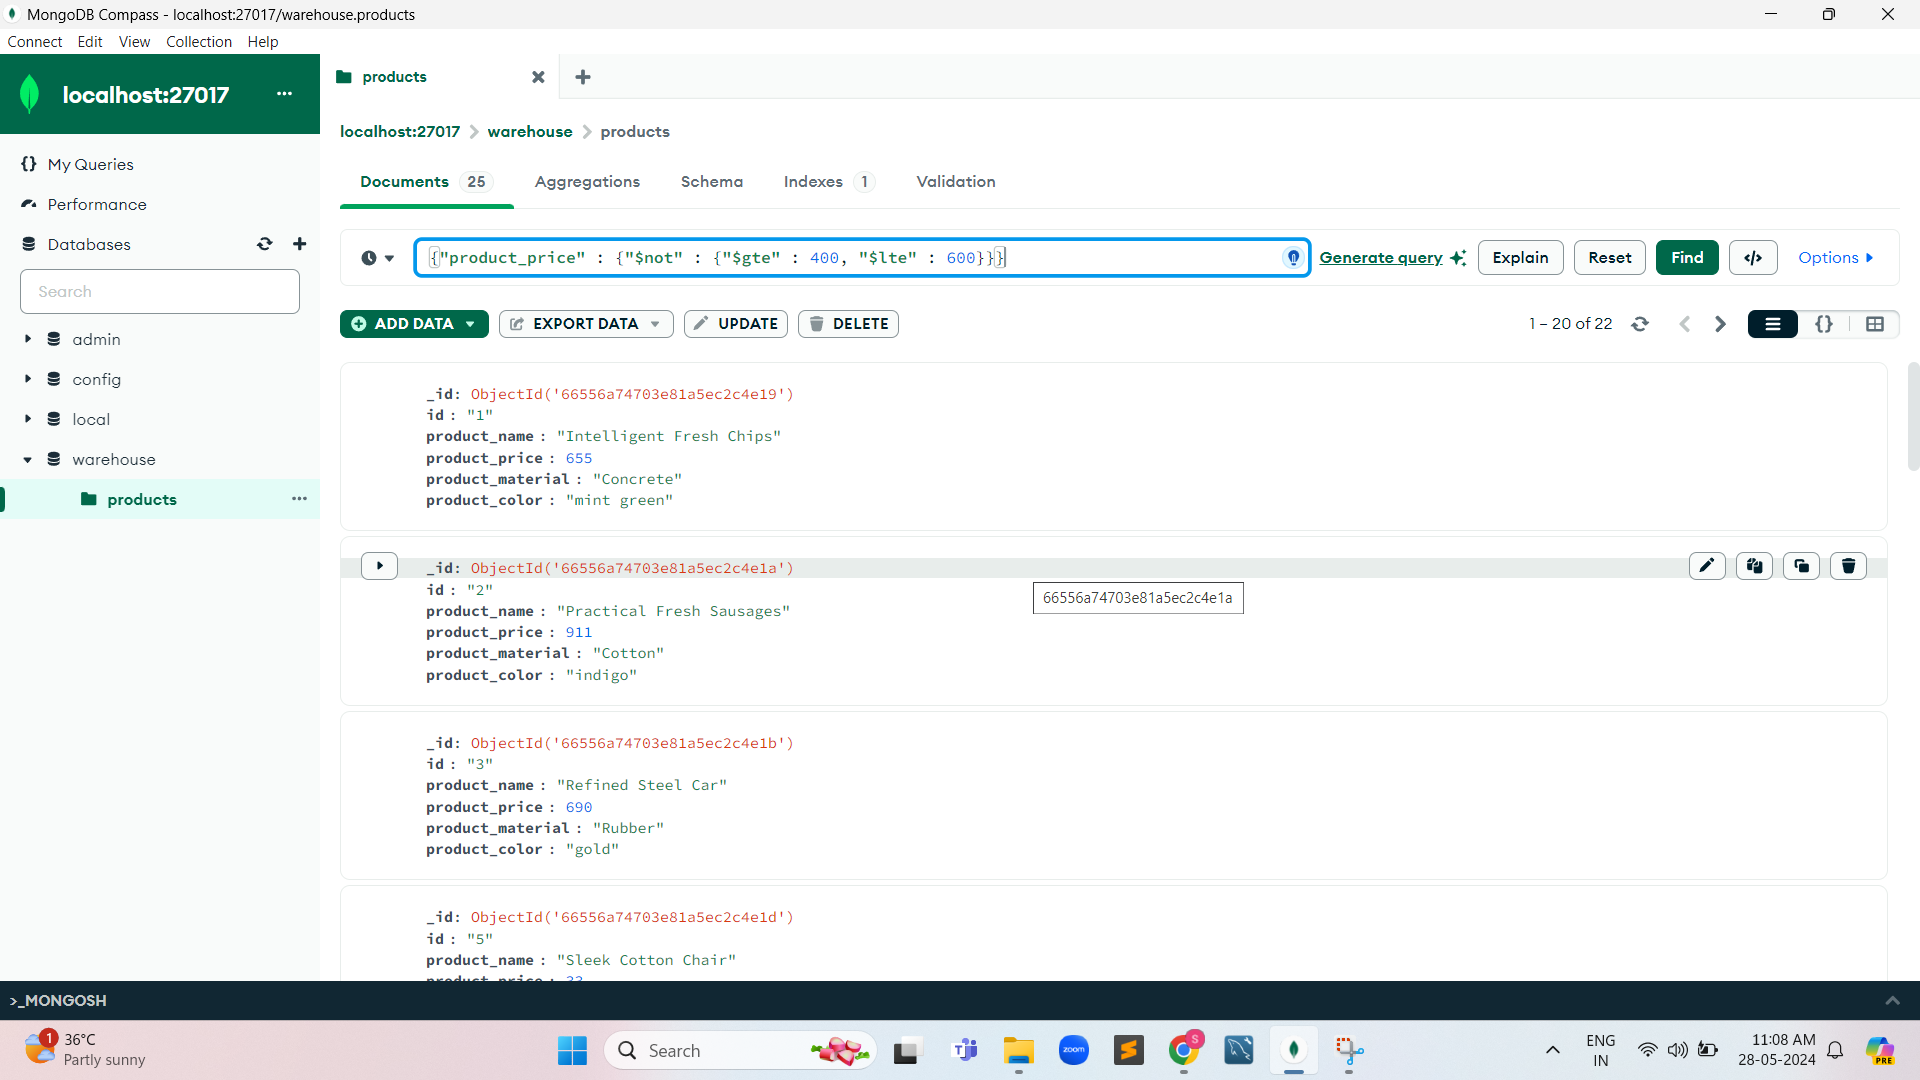 MongoDB Compass - localhost:27017/warehouse.products
Connect Edit View Collection Help
localhost:27017 ...
products
localhost:27017 > warehouse > products
My Queries
Performance
Databases
Search
admin
config
local
warehouse
products ...
Documents 25 Aggregations Schema Indexes 1 Validation
{"product_price" : {"$not" : {"$gte" : 400, "$lte" : 600}}}
Generate query Explain Reset Find </> Options
ADD DATA EXPORT DATA UPDATE DELETE
1 – 20 of 22 {}
_id: ObjectId('66556a74703e81a5ec2c4e19')
id : "1"
product_name : "Intelligent Fresh Chips"
product_price : 655
product_material : "Concrete"
product_color : "mint green"
_id: ObjectId('66556a74703e81a5ec2c4e1a')
id : "2"
66556a74703e81a5ec2c4e1a
product_name : "Practical Fresh Sausages"
product_price : 911
product_material : "Cotton"
product_color : "indigo"
_id: ObjectId('66556a74703e81a5ec2c4e1b')
id : "3"
product_name : "Refined Steel Car"
product_price : 690
product_material : "Rubber"
product_color : "gold"
_id: ObjectId('66556a74703e81a5ec2c4e1d')
id : "5"
product_name : "Sleek Cotton Chair"
product_price : 33
>_MONGOSH
1
36°C
Partly sunny
Search
zoom
S
PRE
ENG
IN
11:08 AM
28-05-2024